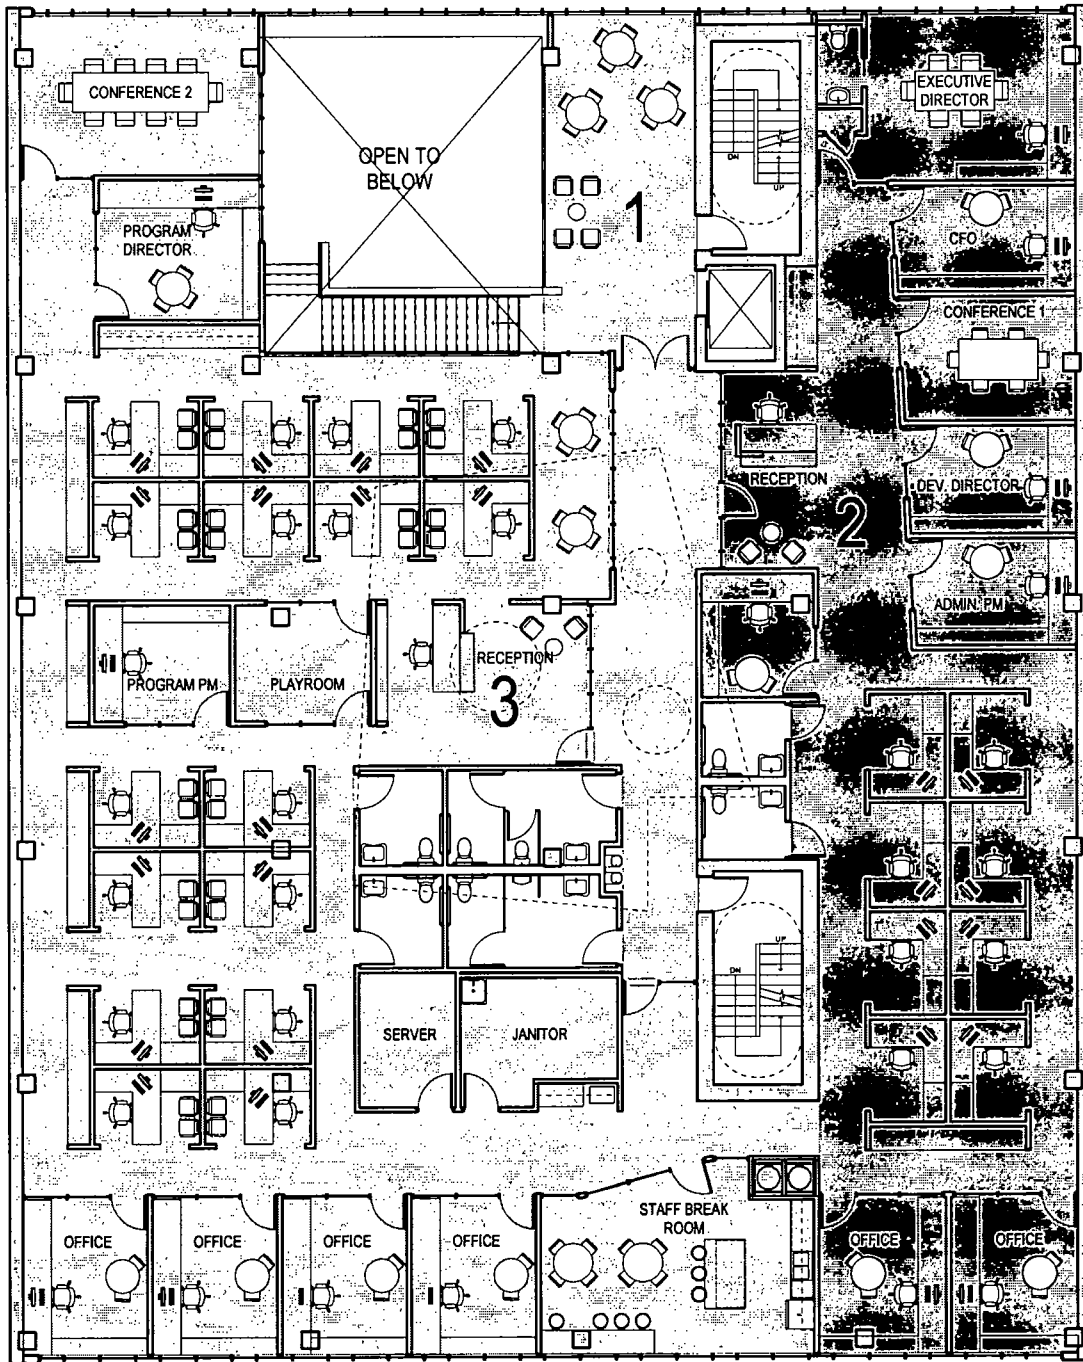 CONFERENCE 2
EXECUTIVE
DIRECTOR
OPEN TO
BELOW
DN
UP
1
PROGRAM
DIRECTOR
CFO
CONFERENCE 1
RECEPTION
DEV. DIRECTOR
2
ADMIN. PM
PROGRAM PM
PLAYROOM
RECEPTION
3
UP
DN
SERVER
JANITOR
STAFF BREAK
ROOM
OFFICE
OFFICE
OFFICE
OFFICE
OFFICE
OFFICE